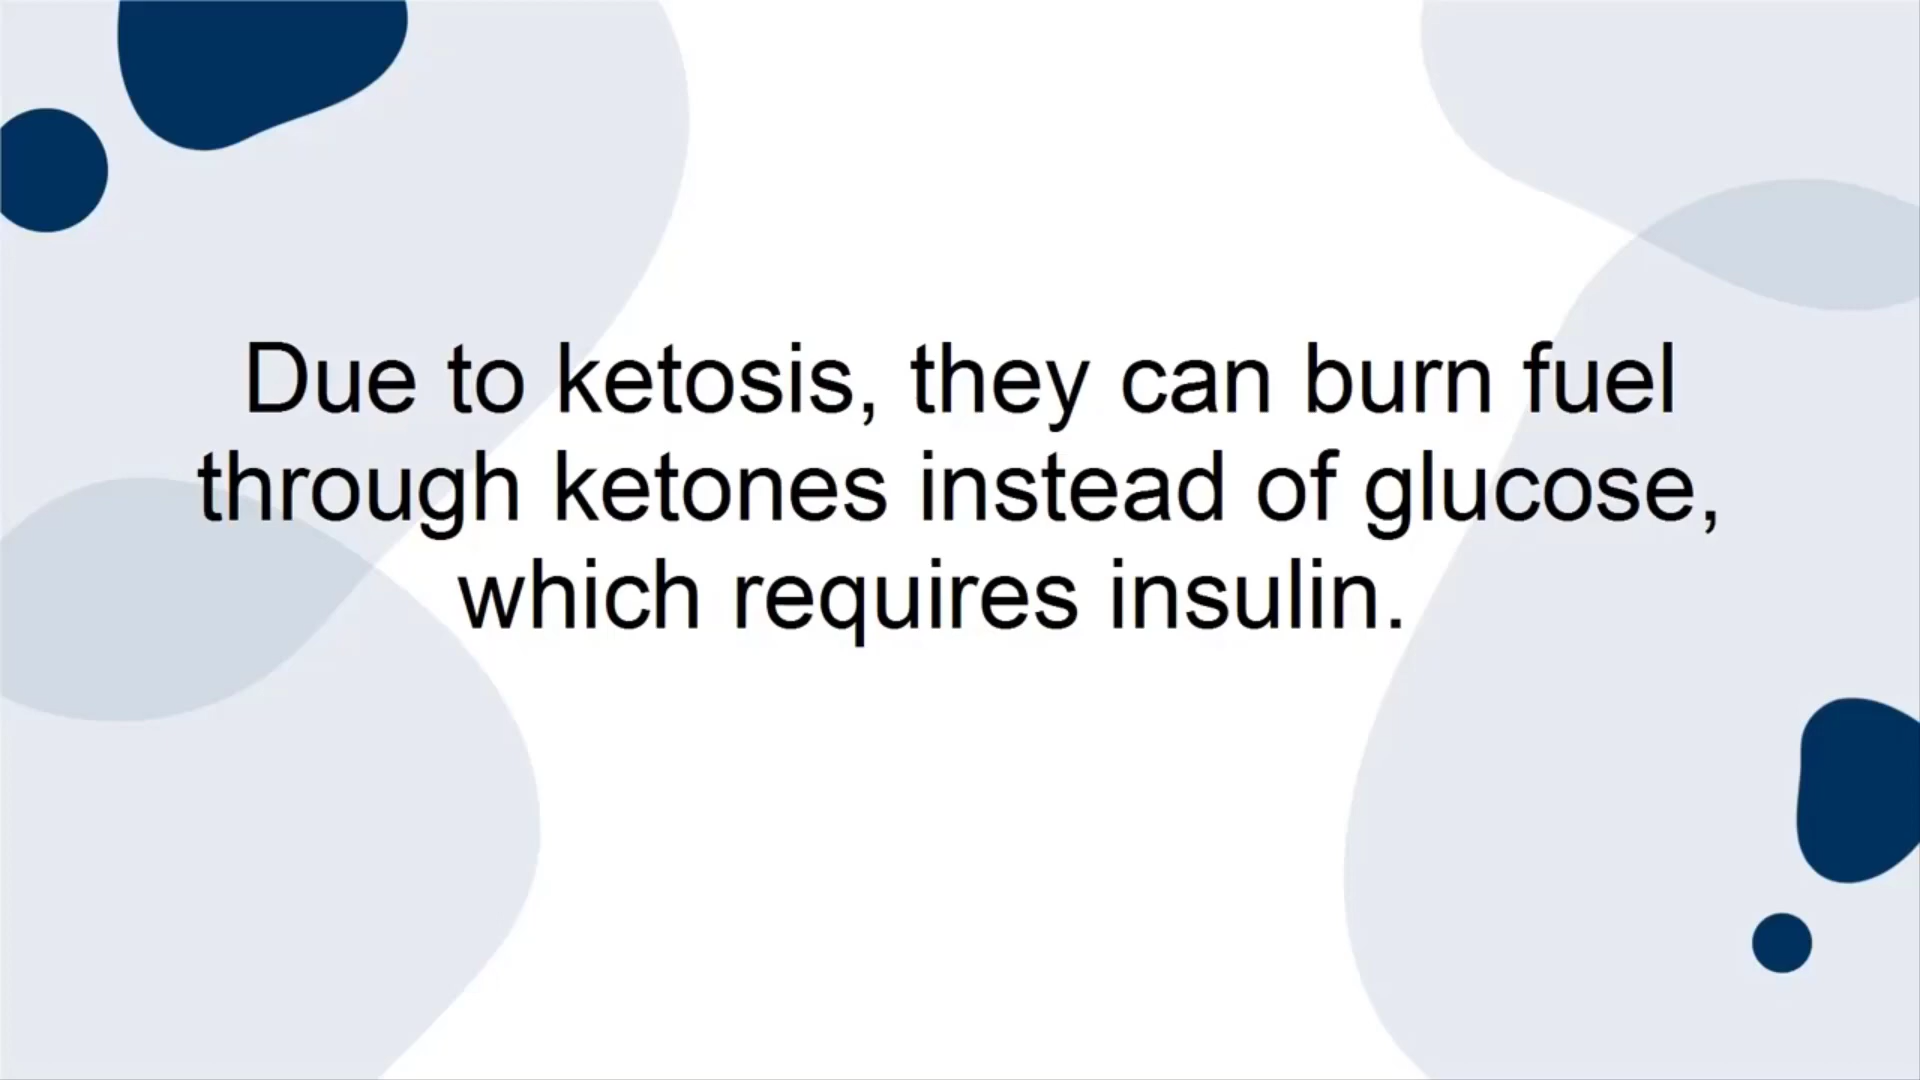 Due to ketosis, they can burn fuel
through ketones instead of glucose,
which requires insulin.